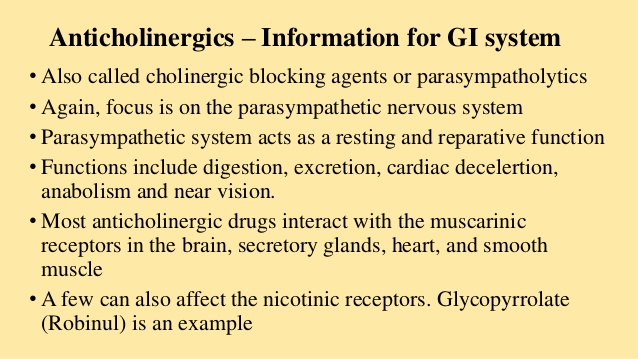 Anticholinergics – Information for GI system
• Also called cholinergic blocking agents or parasympatholytics
• Again, focus is on the parasympathetic nervous system
• Parasympathetic system acts as a resting and reparative function
• Functions include digestion, excretion, cardiac decelertion,
anabolism and near vision.
• Most anticholinergic drugs interact with the muscarinic
receptors in the brain, secretory glands, heart, and smooth
muscle
• A few can also affect the nicotinic receptors. Glycopyrrolate
(Robinul) is an example